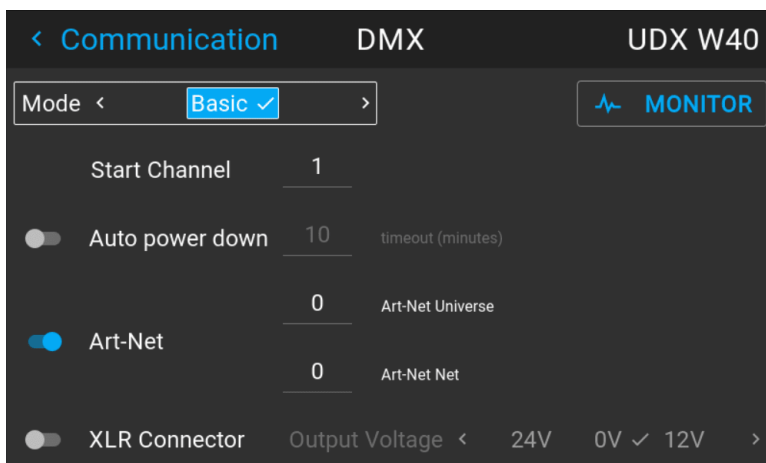 Communication DMX UDX W40
Mode Basic MONITOR
Start Channel 1
Auto power down 10 timeout (minutes)
0 Art-Net Universe
Art-Net
0 Art-Net Net
XLR Connector Output Voltage 24V 0V 12V